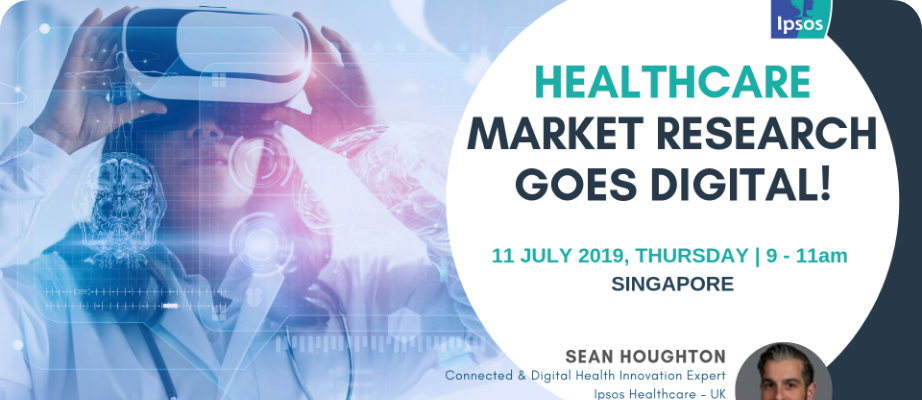 Ipsos
HEALTHCARE
MARKET RESEARCH
GOES DIGITAL!
11 JULY 2019, THURSDAY | 9 - 11am
SINGAPORE
SEAN HOUGHTON
Connected & Digital Health Innovation Expert
Ipsos Healthcare - UK